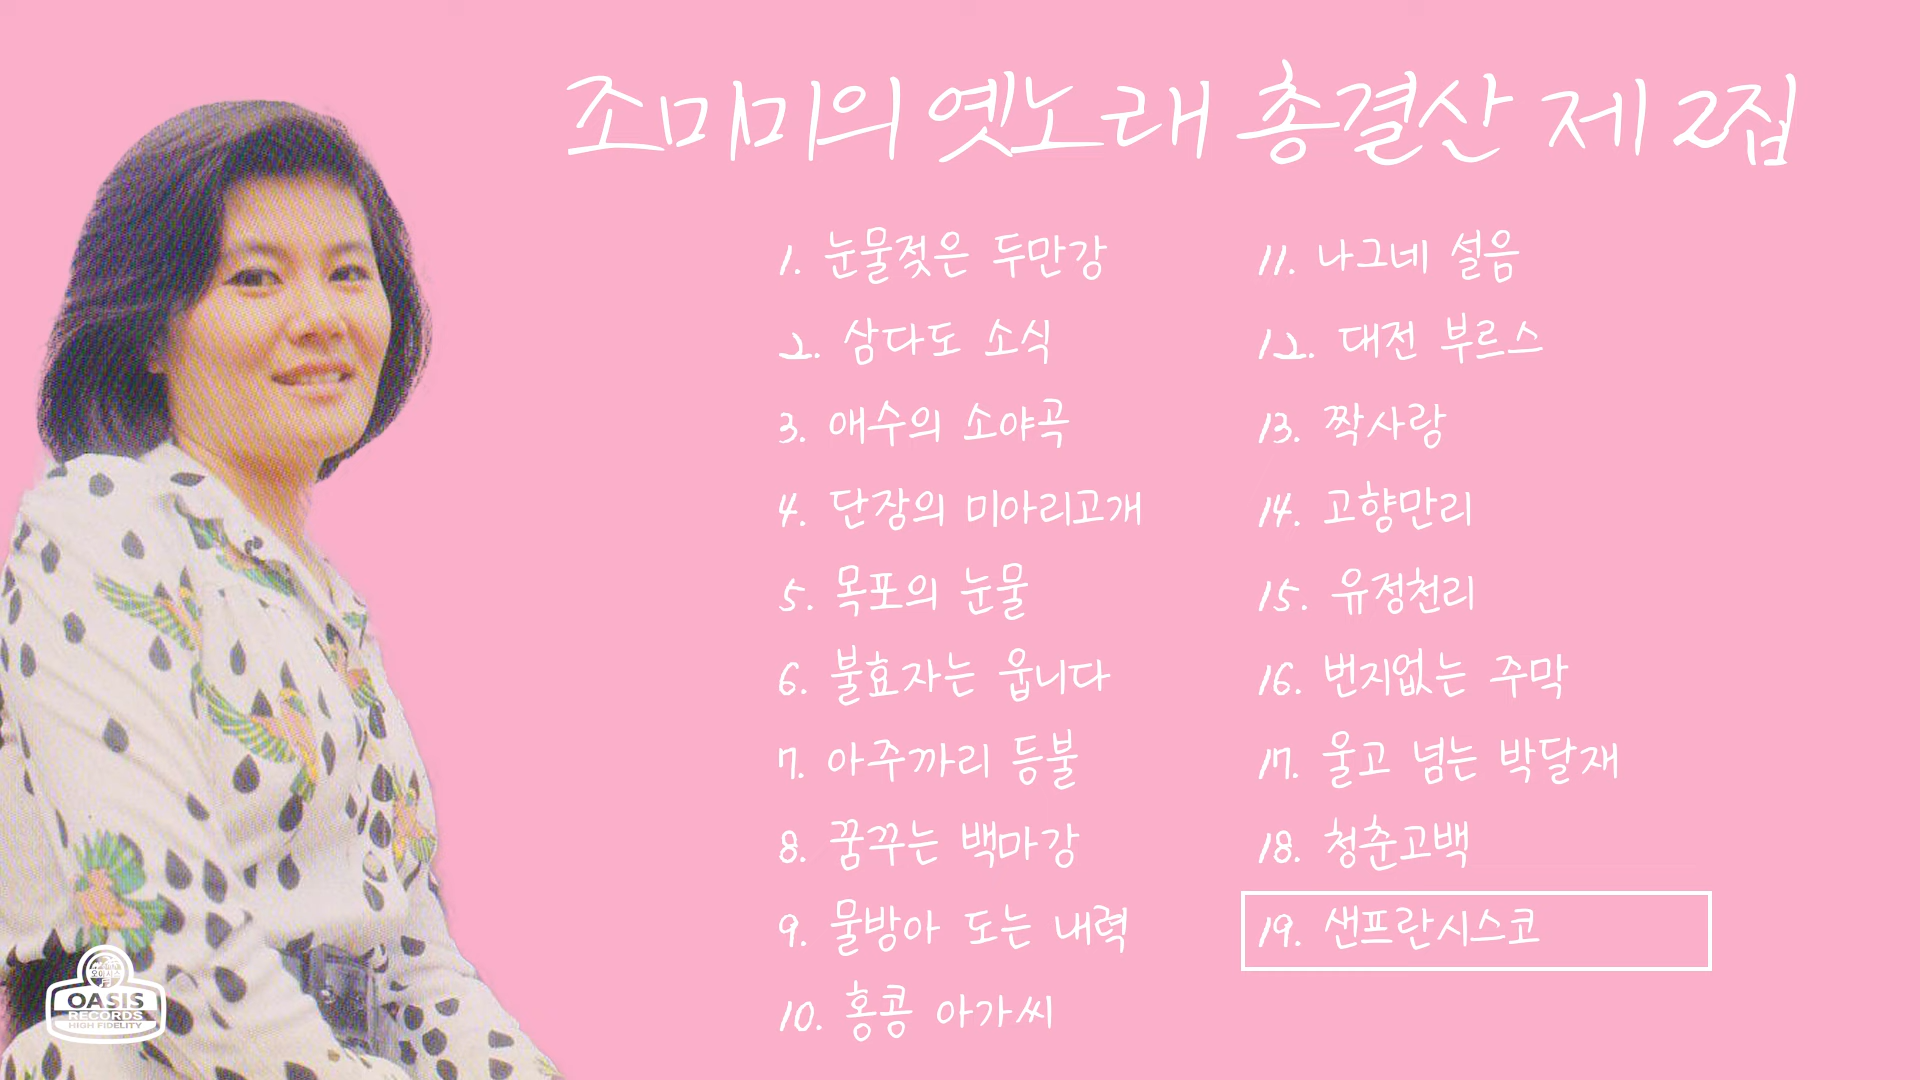 조미미의 옛노래 총결산 제 2집
1. 눈물젖은 두만강
2. 삼다도 소식
3. 애수의 소야곡
4. 단장의 미아리고개
5. 목포의 눈물
6. 불효자는 웁니다
7. 아주까리 등불
8. 꿈꾸는 백마강
9. 물방아 도는 내력
10. 홍콩 아가씨
11. 나그네 설음
12. 대전 부르스
13. 짝사랑
14. 고향만리
15. 유정천리
16. 번지없는 주막
17. 울고 넘는 박달재
18. 청춘고백
19. 샌프란시스코
오아시스
OASIS
RECORDS
HIGH FIDELITY